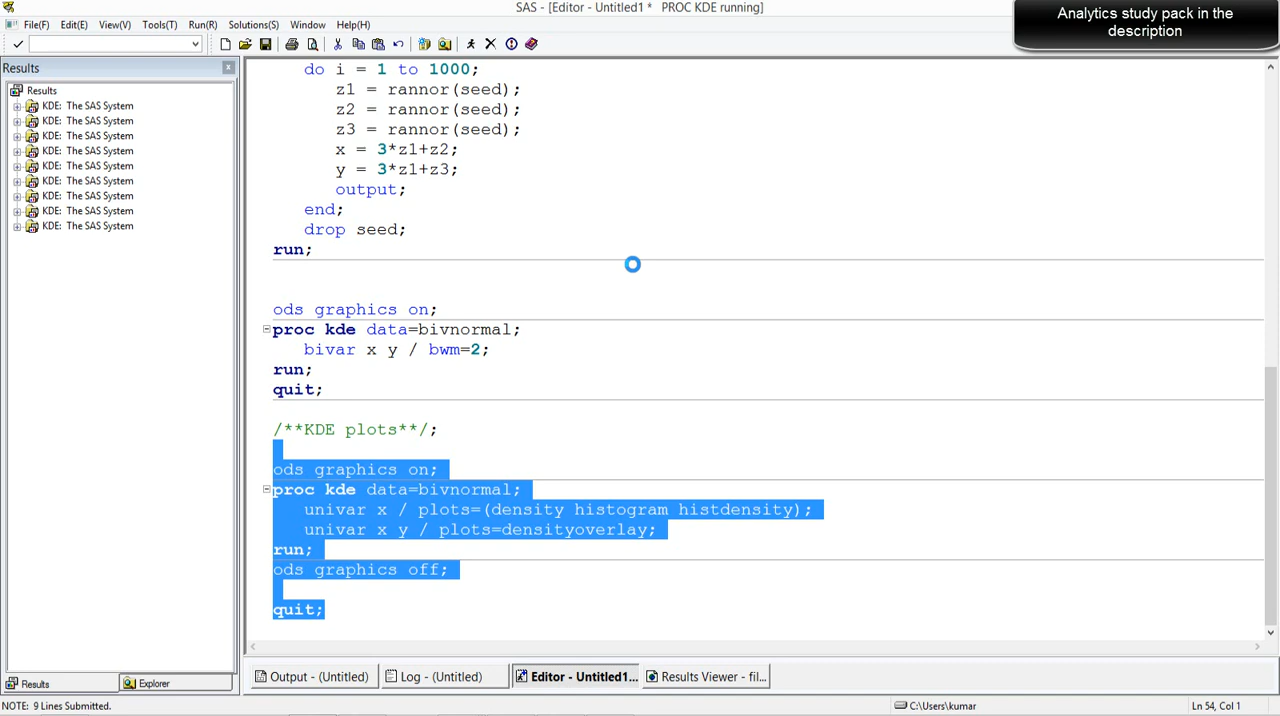 SAS - [Editor - Untitled1 * PROC KDE running]
Analytics study pack in the
description
File(F) Edit(E) View(V) Tools(T) Run(R) Solutions(S) Window Help(H)
Results
Results
KDE: The SAS System
KDE: The SAS System
KDE: The SAS System
KDE: The SAS System
KDE: The SAS System
KDE: The SAS System
KDE: The SAS System
KDE: The SAS System
KDE: The SAS System
do i = 1 to 1000;
z1 = rannor(seed);
z2 = rannor(seed);
z3 = rannor(seed);
x = 3*z1+z2;
y = 3*z1+z3;
output;
end;
drop seed;
run;
ods graphics on;
proc kde data=bivnormal;
bivar x y / bwm=2;
run;
quit;
/**KDE plots**/;
ods graphics on;
proc kde data=bivnormal;
univar x / plots=(density histogram histdensity);
univar x y / plots=densityoverlay;
run;
ods graphics off;
quit;
Results Explorer
Output - (Untitled) Log - (Untitled) Editor - Untitled1... Results Viewer - fil...
NOTE: 9 Lines Submitted. C:\Users\kumar Ln 54, Col 1